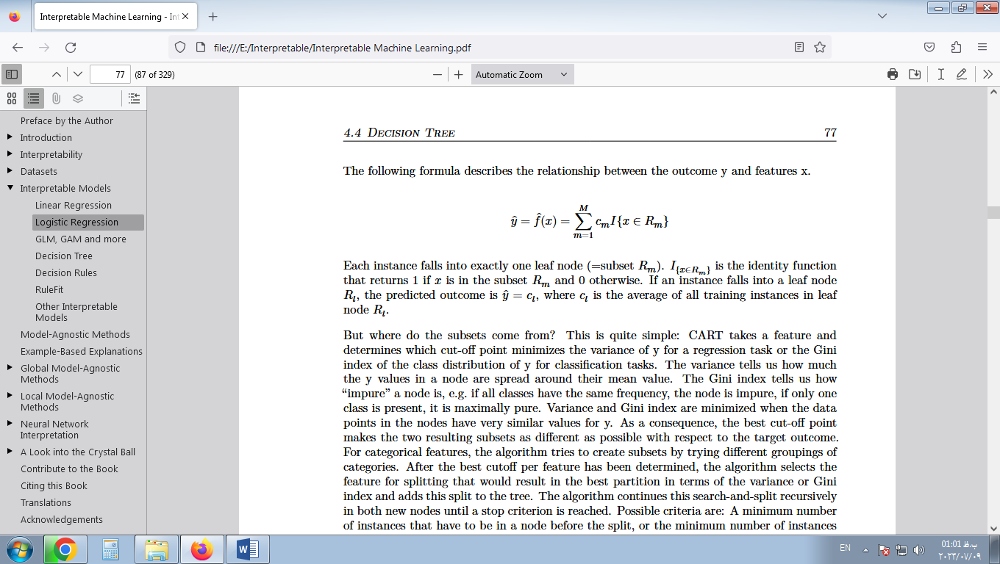 Interpretable Machine Learning - Int
file:///E:/Interpretable/Interpretable Machine Learning.pdf
77 (87 of 329)
Automatic Zoom
Preface by the Author
Introduction
Interpretability
Datasets
Interpretable Models
Linear Regression
Logistic Regression
GLM, GAM and more
Decision Tree
Decision Rules
RuleFit
Other Interpretable
Models
Model-Agnostic Methods
Example-Based Explanations
Global Model-Agnostic
Methods
Local Model-Agnostic
Methods
Neural Network
Interpretation
A Look into the Crystal Ball
Contribute to the Book
Citing this Book
Translations
Acknowledgements
4.4 DECISION TREE 77
The following formula describes the relationship between the outcome y and features x.
ŷ = f̂(x) = ∑_{m=1}^{M} c_m I{x ∈ R_m}
Each instance falls into exactly one leaf node (=subset R_m). I_{x∈R_m} is the identity function
that returns 1 if x is in the subset R_m and 0 otherwise. If an instance falls into a leaf node
R_l, the predicted outcome is ŷ = c_l, where c_l is the average of all training instances in leaf
node R_l.
But where do the subsets come from? This is quite simple: CART takes a feature and
determines which cut-off point minimizes the variance of y for a regression task or the Gini
index of the class distribution of y for classification tasks. The variance tells us how much
the y values in a node are spread around their mean value. The Gini index tells us how
“impure” a node is, e.g. if all classes have the same frequency, the node is impure, if only one
class is present, it is maximally pure. Variance and Gini index are minimized when the data
points in the nodes have very similar values for y. As a consequence, the best cut-off point
makes the two resulting subsets as different as possible with respect to the target outcome.
For categorical features, the algorithm tries to create subsets by trying different groupings of
categories. After the best cutoff per feature has been determined, the algorithm selects the
feature for splitting that would result in the best partition in terms of the variance or Gini
index and adds this split to the tree. The algorithm continues this search-and-split recursively
in both new nodes until a stop criterion is reached. Possible criteria are: A minimum number
of instances that have to be in a node before the split, or the minimum number of instances
EN
01:01 ب.ظ
۲۰۲۳/۰۷/۰۹